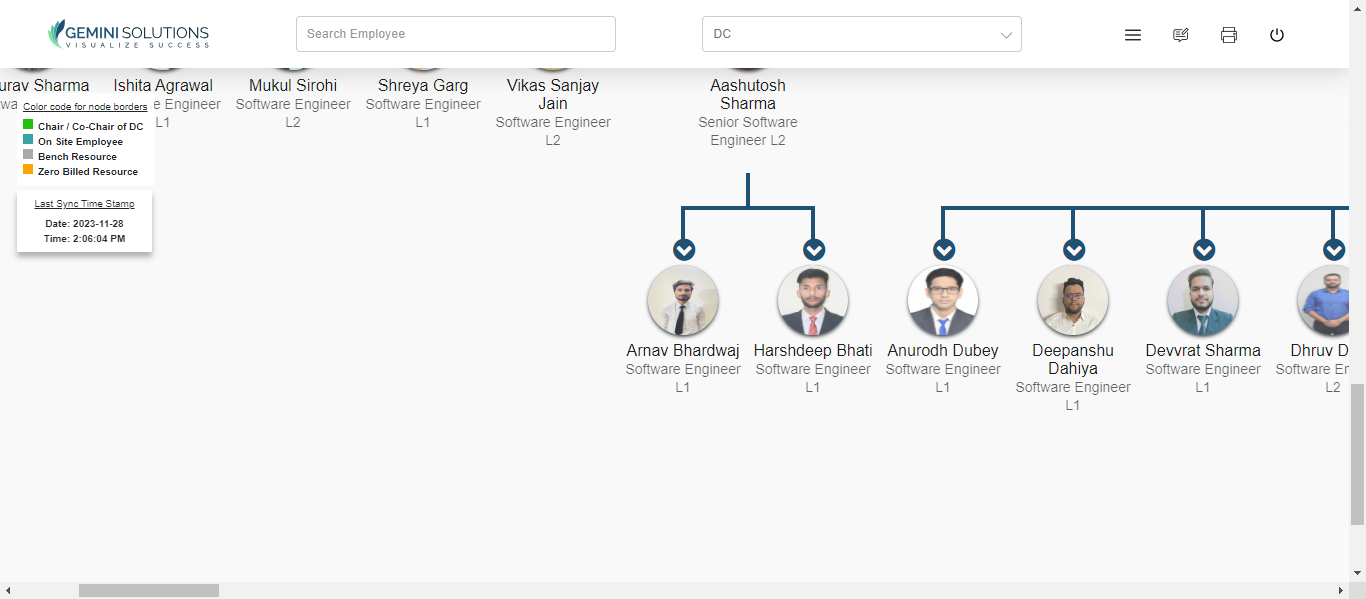 GEMINI SOLUTIONS
VISUALIZE SUCCESS
Search Employee
DC
Sharma
Ishita Agrawal
Mukul Sirohi
Shreya Garg
Vikas Sanjay
Jain
Aashutosh
Sharma
Engineer
L1
Software Engineer
L2
Software Engineer
L1
Software Engineer
L2
Senior Software
Engineer L2
Color code for node borders
Chair / Co-Chair of DC
On Site Employee
Bench Resource
Zero Billed Resource
Last Sync Time Stamp
Date: 2023-11-28
Time: 2:06:04 PM
Arnav Bhardwaj
Software Engineer
L1
Harshdeep Bhati
Software Engineer
L1
Anurodh Dubey
Software Engineer
L1
Deepanshu
Dahiya
Software Engineer
L1
Devvrat Sharma
Software Engineer
L1
Dhruv D
Software En
L2